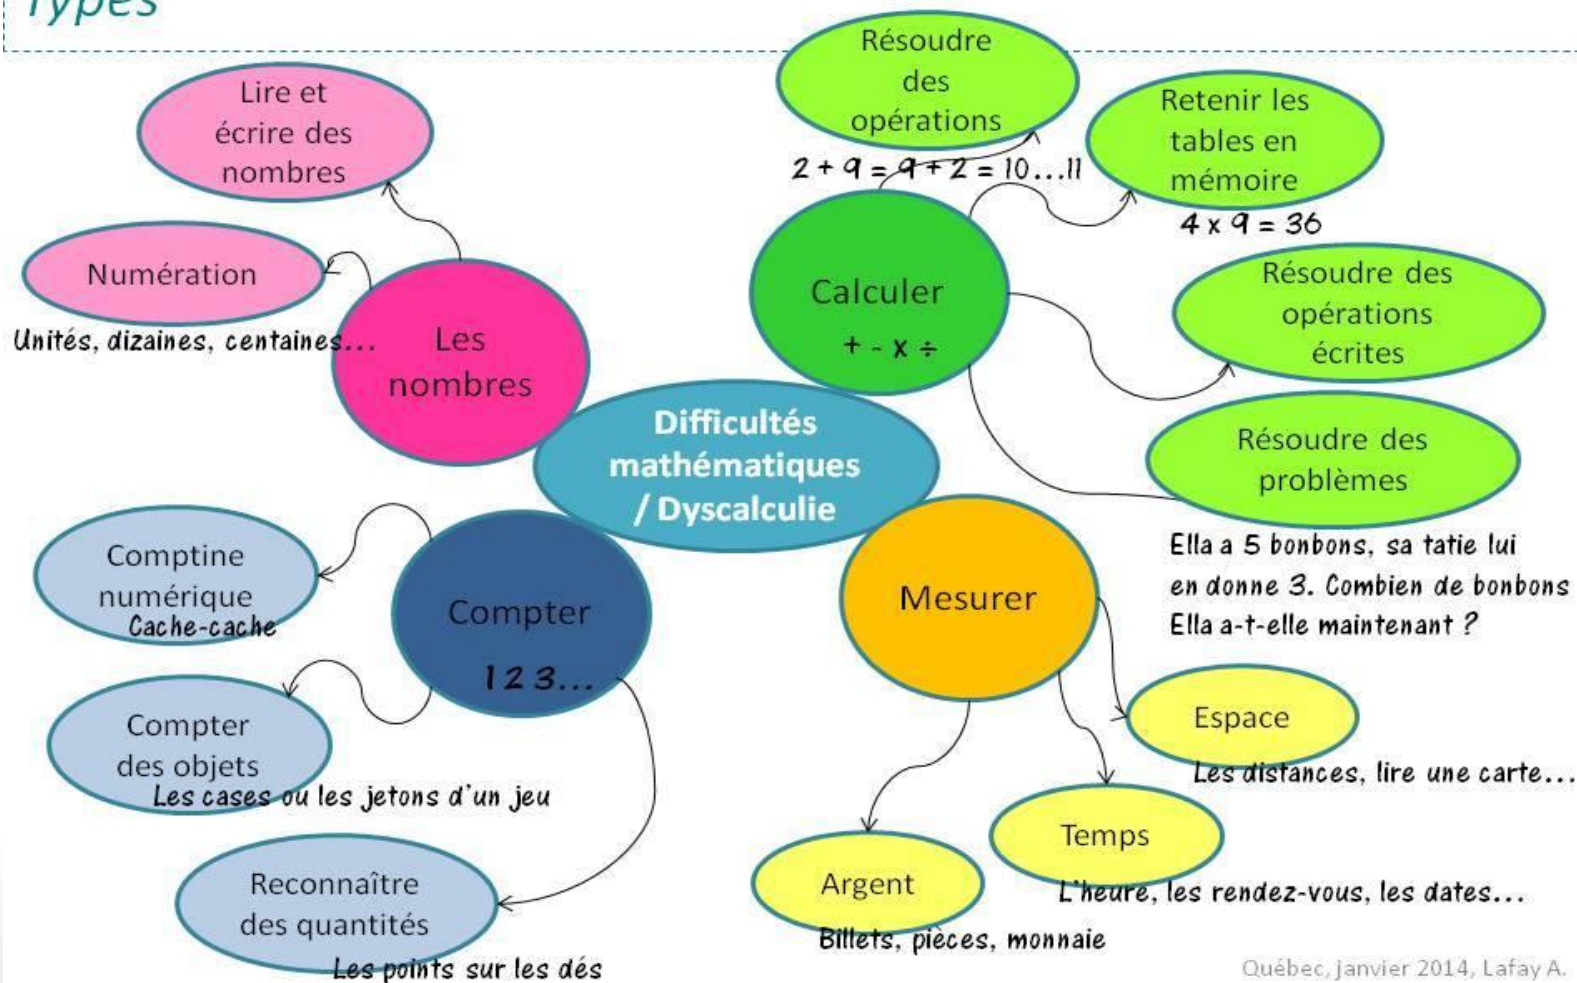 Types
Lire et
écrire des
nombres
Numération
Unités, dizaines, centaines...
Les
nombres
Résoudre
des
opérations
2 + 9 = 9 + 2 = 10...11
Retenir les
tables en
mémoire
4 x 9 = 36
Calculer
+ - x ÷
Résoudre des
opérations
écrites
Résoudre des
problèmes
Ella a 5 bonbons, sa tatie lui
en donne 3. Combien de bonbons
Ella a-t-elle maintenant ?
Difficultés
mathématiques
/ Dyscalculie
Comptine
numérique
Cache-cache
Compter
1 2 3...
Compter
des objets
Les cases ou les jetons d'un jeu
Reconnaître
des quantités
Les points sur les dés
Mesurer
Espace
Les distances, lire une carte...
Temps
L'heure, les rendez-vous, les dates...
Argent
Billets, pièces, monnaie
Québec, janvier 2014, Lafay A.